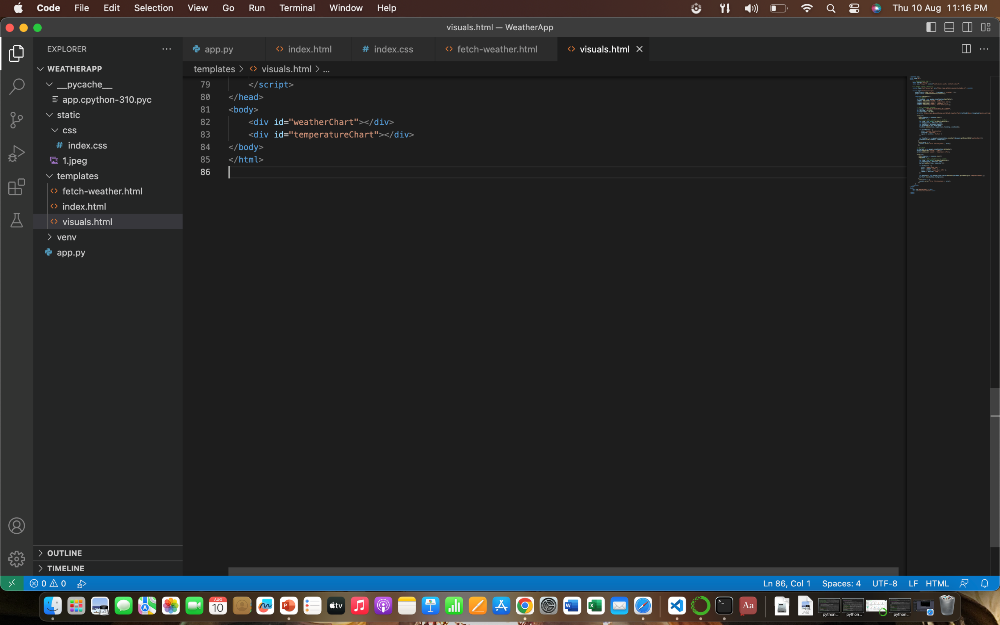 Code File Edit Selection View Go Run Terminal Window Help Thu 10 Aug 11:16 PM
visuals.html — WeatherApp
EXPLORER
WEATHERAPP
__pycache__
app.cpython-310.pyc
static
css
index.css
1.jpeg
templates
fetch-weather.html
index.html
visuals.html
venv
app.py
OUTLINE
TIMELINE
app.py index.html index.css fetch-weather.html visuals.html
templates > visuals.html > ...
79 </script>
80 </head>
81 <body>
82 <div id="weatherChart"></div>
83 <div id="temperatureChart"></div>
84 </body>
85 </html>
86
0 0 Ln 86, Col 1 Spaces: 4 UTF-8 LF HTML
AUG
10
tv
Aa
JPEG
python...
python...
python...